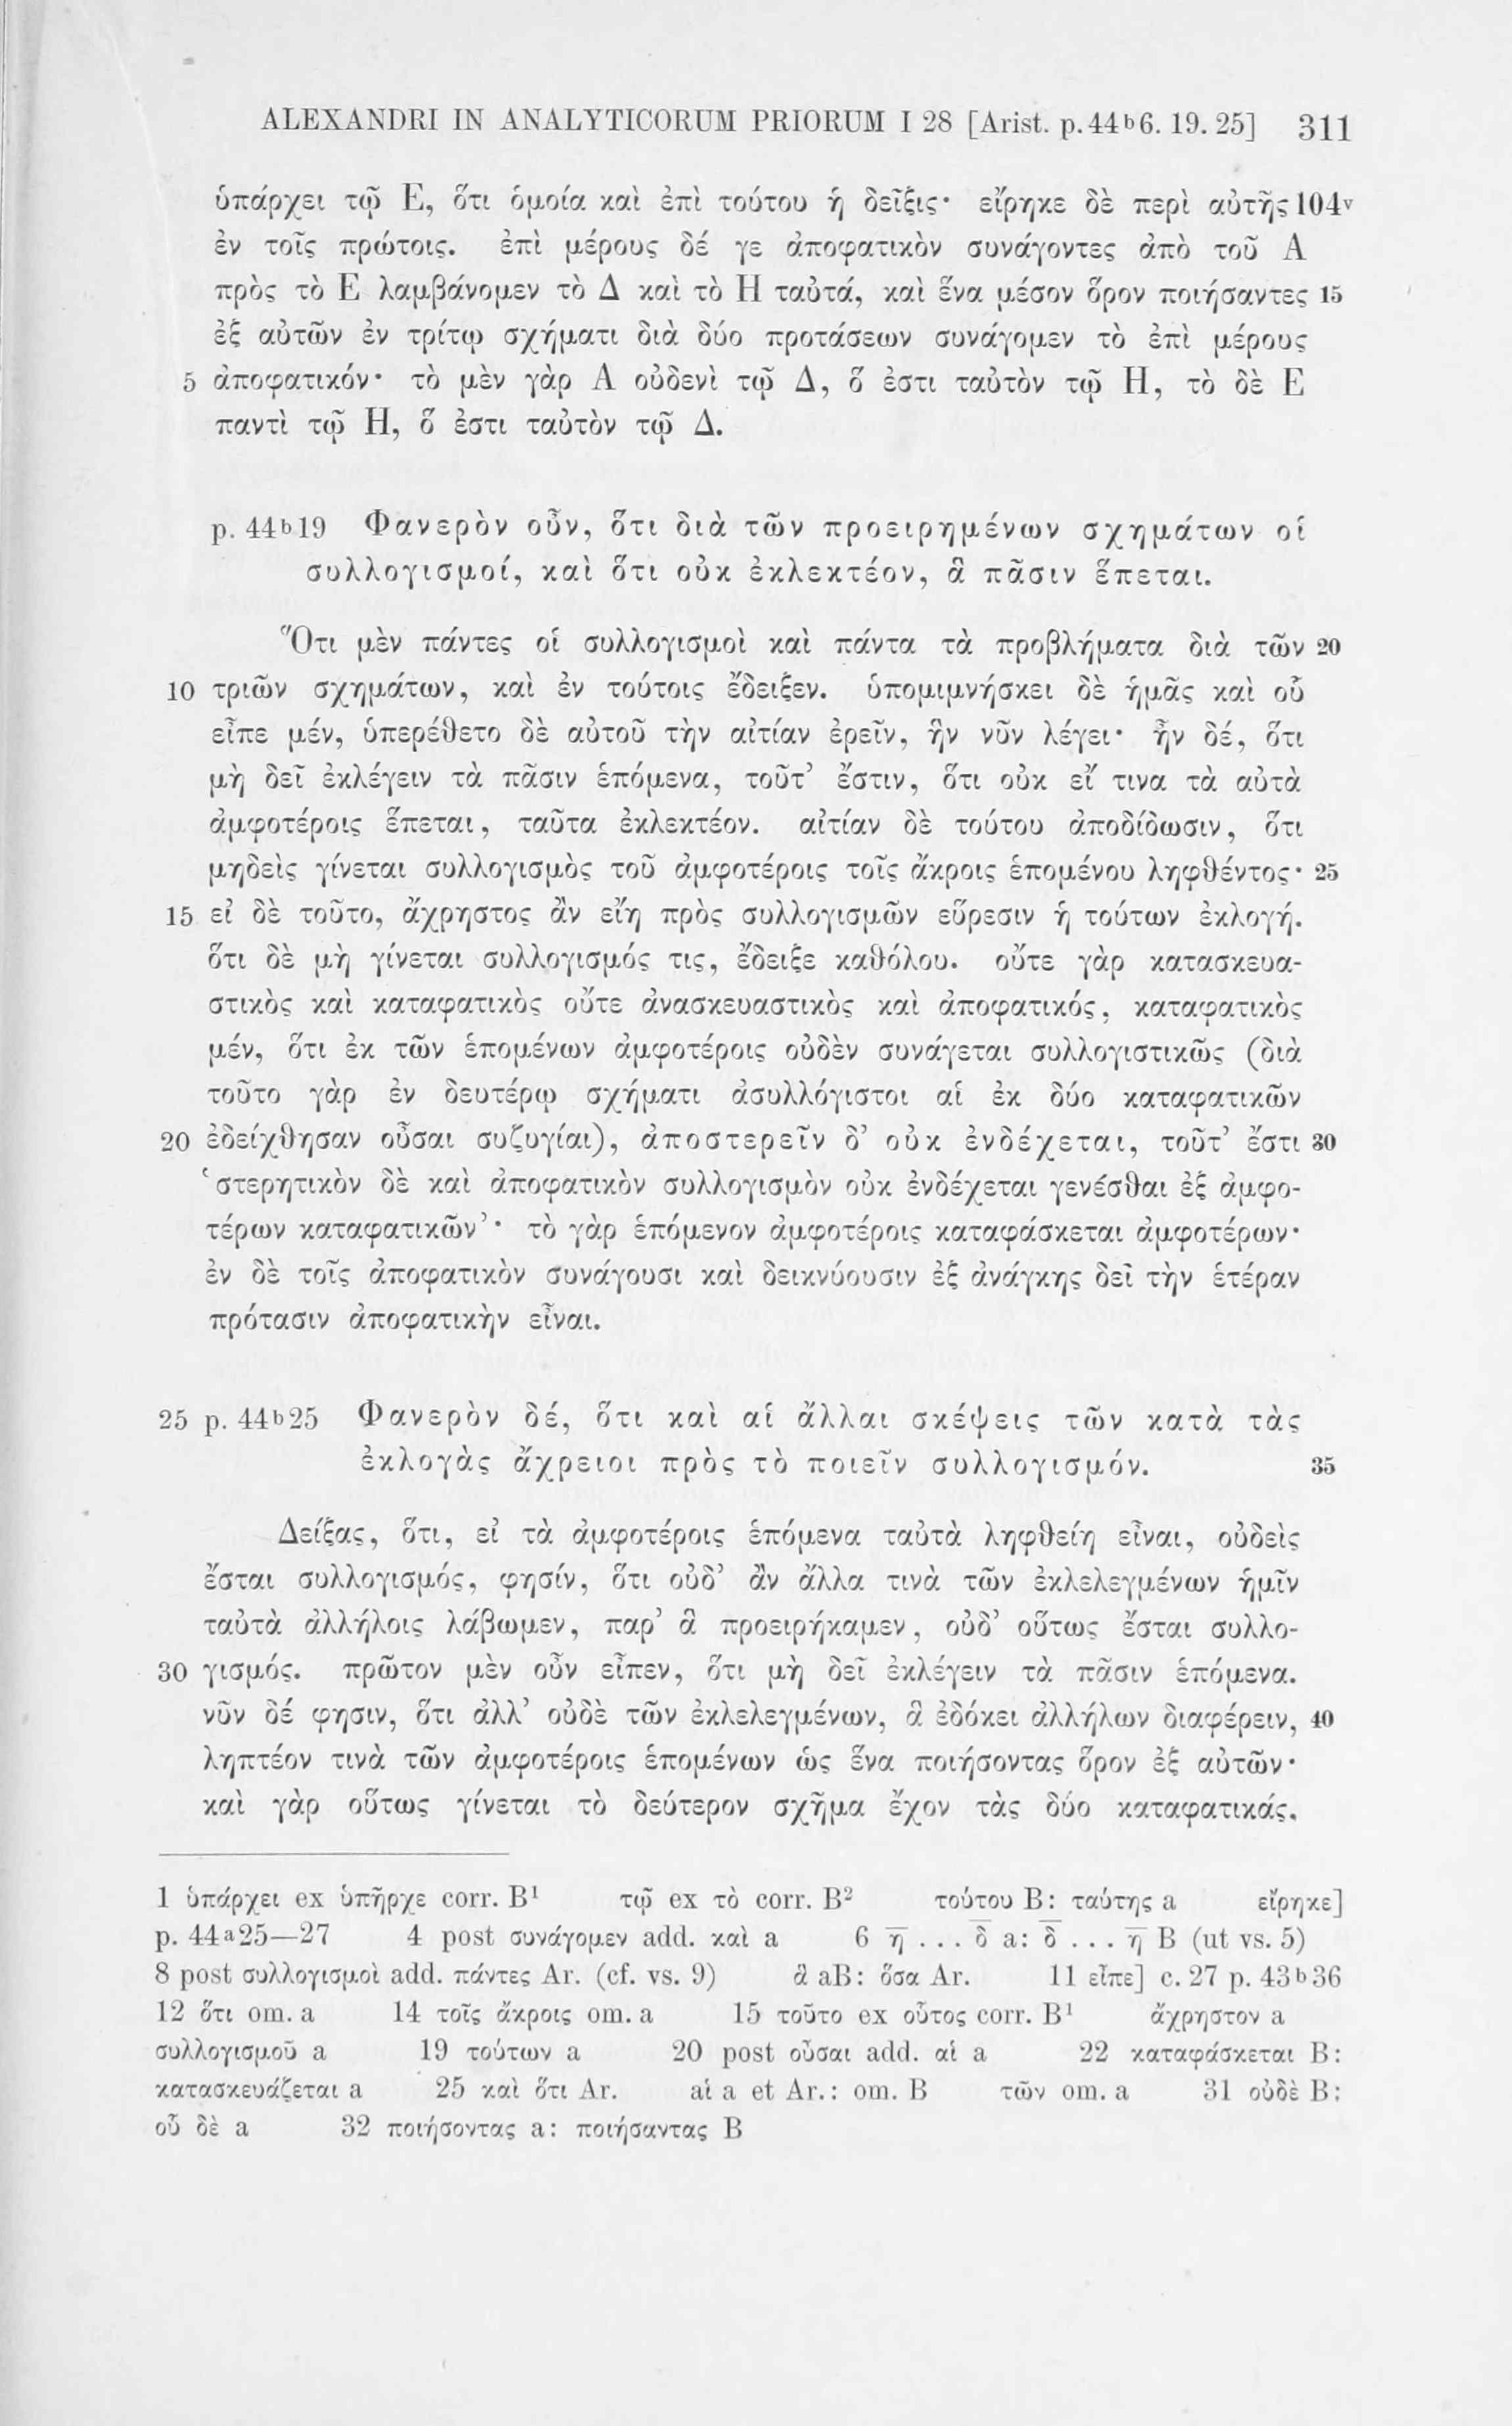 ALEXANDRI IN ANALYTICORUM PRIORUM I 28 [Arist. p. 44ᵇ6. 19. 25] 311
ὑπάρχει τῷ Ε, ὅτι ὁμοία καὶ ἐπὶ τούτου ἡ δεῖξις· εἴρηκε δὲ περὶ αὐτῆς 104ᵛ
ἐν τοῖς πρώτοις. ἐπὶ μέρους δέ γε ἀποφατικὸν συνάγοντες ἀπὸ τοῦ Α
πρὸς τὸ Ε λαμβάνομεν τὸ Δ καὶ τὸ Η ταὐτά, καὶ ἕνα μέσον ὅρον ποιήσαντες 15
ἐξ αὐτῶν ἐν τρίτῳ σχήματι διὰ δύο προτάσεων συνάγομεν τὸ ἐπὶ μέρους
5 ἀποφατικόν· τὸ μὲν γὰρ Α οὐδενὶ τῷ Δ, ὅ ἐστι ταὐτὸν τῷ Η, τὸ δὲ Ε
παντὶ τῷ Η, ὅ ἐστι ταὐτὸν τῷ Δ.
p. 44ᵇ19 Φανερὸν οὖν, ὅτι διὰ τῶν προειρημένων σχημάτων οἱ
συλλογισμοί, καὶ ὅτι οὐκ ἐκλεκτέον, ἃ πᾶσιν ἕπεται.
Ὅτι μὲν πάντες οἱ συλλογισμοὶ καὶ πάντα τὰ προβλήματα διὰ τῶν 20
10 τριῶν σχημάτων, καὶ ἐν τούτοις ἔδειξεν. ὑπομιμνήσκει δὲ ἡμᾶς καὶ οὗ
εἶπε μέν, ὑπερέθετο δὲ αὐτοῦ τὴν αἰτίαν ἐρεῖν, ἣν νῦν λέγει· ἦν δέ, ὅτι
μὴ δεῖ ἐκλέγειν τὰ πᾶσιν ἑπόμενα, τοῦτ’ ἔστιν, ὅτι οὐκ εἴ τινα τὰ αὐτὰ
ἀμφοτέροις ἕπεται, ταῦτα ἐκλεκτέον. αἰτίαν δὲ τούτου ἀποδίδωσιν, ὅτι
μηδεὶς γίνεται συλλογισμὸς τοῦ ἀμφοτέροις τοῖς ἄκροις ἑπομένου ληφθέντος· 25
15 εἰ δὲ τοῦτο, ἄχρηστος ἂν εἴη πρὸς συλλογισμῶν εὕρεσιν ἡ τούτων ἐκλογή.
ὅτι δὲ μὴ γίνεται συλλογισμός τις, ἔδειξε καθόλου. οὔτε γὰρ κατασκευα-
στικὸς καὶ καταφατικὸς οὔτε ἀνασκευαστικὸς καὶ ἀποφατικός, καταφατικὸς
μέν, ὅτι ἐκ τῶν ἑπομένων ἀμφοτέροις οὐδὲν συνάγεται συλλογιστικῶς (διὰ
τοῦτο γὰρ ἐν δευτέρῳ σχήματι ἀσυλλόγιστοι αἱ ἐκ δύο καταφατικῶν
20 ἐδείχθησαν οὖσαι συζυγίαι), ἀποστερεῖν δ’ οὐκ ἐνδέχεται, τοῦτ’ ἔστι 30
‘στερητικὸν δὲ καὶ ἀποφατικὸν συλλογισμὸν οὐκ ἐνδέχεται γενέσθαι ἐξ ἀμφο-
τέρων καταφατικῶν’· τὸ γὰρ ἑπόμενον ἀμφοτέροις καταφάσκεται ἀμφοτέρων·
ἐν δὲ τοῖς ἀποφατικὸν συνάγουσι καὶ δεικνύουσιν ἐξ ἀνάγκης δεῖ τὴν ἑτέραν
πρότασιν ἀποφατικὴν εἶναι.
25 p. 44ᵇ25 Φανερὸν δέ, ὅτι καὶ αἱ ἄλλαι σκέψεις τῶν κατὰ τὰς
ἐκλογὰς ἄχρειοι πρὸς τὸ ποιεῖν συλλογισμόν. 35
Δείξας, ὅτι, εἰ τὰ ἀμφοτέροις ἑπόμενα ταὐτὰ ληφθείη εἶναι, οὐδεὶς
ἔσται συλλογισμός, φησίν, ὅτι οὐδ’ ἂν ἄλλα τινὰ τῶν ἐκλελεγμένων ἡμῖν
ταὐτὰ ἀλλήλοις λάβωμεν, παρ’ ἃ προειρήκαμεν, οὐδ’ οὕτως ἔσται συλλο-
30 γισμός. πρῶτον μὲν οὖν εἶπεν, ὅτι μὴ δεῖ ἐκλέγειν τὰ πᾶσιν ἑπόμενα.
νῦν δέ φησιν, ὅτι ἀλλ’ οὐδὲ τῶν ἐκλελεγμένων, ἃ ἐδόκει ἀλλήλων διαφέρειν, 40
ληπτέον τινὰ τῶν ἀμφοτέροις ἑπομένων ὡς ἕνα ποιήσοντας ὅρον ἐξ αὐτῶν·
καὶ γὰρ οὕτως γίνεται τὸ δεύτερον σχῆμα ἔχον τὰς δύο καταφατικάς.
1 ὑπάρχει ex ὑπῆρχε corr. B¹ τῷ ex τὸ corr. B² τούτου B: ταύτης a εἴρηκε]
p. 44ᵃ25—27 4 post συνάγομεν add. καὶ a 6 η̅ . . . δ̅ a: δ̅ . . . η̅ B (ut vs. 5)
8 post συλλογισμοὶ add. πάντες Ar. (cf. vs. 9) ἃ aB: ὅσα Ar. 11 εἶπε] c. 27 p. 43ᵇ36
12 ὅτι om. a 14 τοῖς ἄκροις om. a 15 τοῦτο ex οὗτος corr. B¹ ἄχρηστον a
συλλογισμοῦ a 19 τούτων a 20 post οὖσαι add. αἱ a 22 καταφάσκεται B:
κατασκευάζεται a 25 καὶ ὅτι Ar. αἱ a et Ar.: om. B τῶν om. a 31 οὐδὲ B:
οὗ δὲ a 32 ποιήσοντας a: ποιήσαντας B